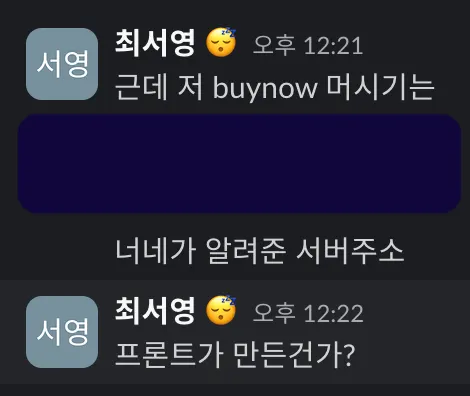 최서영 😴 오후 12:21
서영
근데 저 buynow 머시기는
너네가 알려준 서버주소
최서영 😴 오후 12:22
서영
프론트가 만든건가?